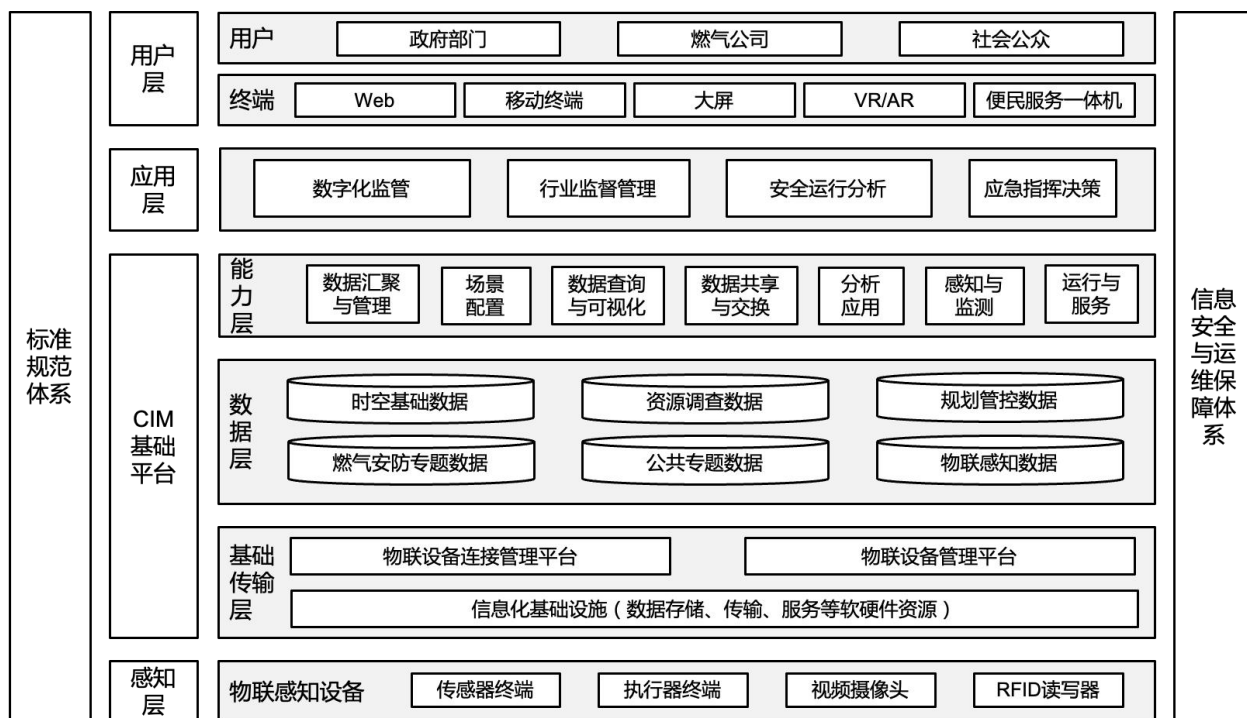 标准
规范
体系
用户
层
用户
政府部门
燃气公司
社会公众
终端
Web
移动终端
大屏
VR/AR
便民服务一体机
应用
层
数字化监管
行业监督管理
安全运行分析
应急指挥决策
CIM
基础
平台
能
力
层
数据汇聚
与管理
场景
配置
数据查询
与可视化
数据共享
与交换
分析
应用
感知与
监测
运行与
服务
数
据
层
时空基础数据
资源调查数据
规划管控数据
燃气安防专题数据
公共专题数据
物联感知数据
基础
传输
层
物联设备连接管理平台
物联设备管理平台
信息化基础设施（数据存储、传输、服务等软硬件资源）
感知
层
物联感知设备
传感器终端
执行器终端
视频摄像头
RFID读写器
信息
安全
与运
维保
障体
系